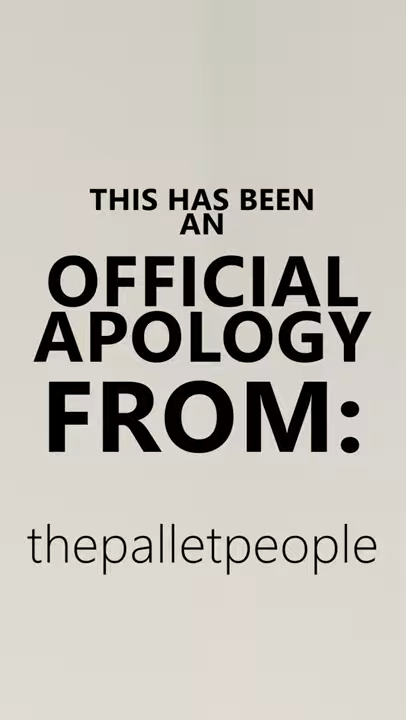 THIS HAS BEEN
AN
OFFICIAL
APOLOGY
FROM:
thepalletpeople